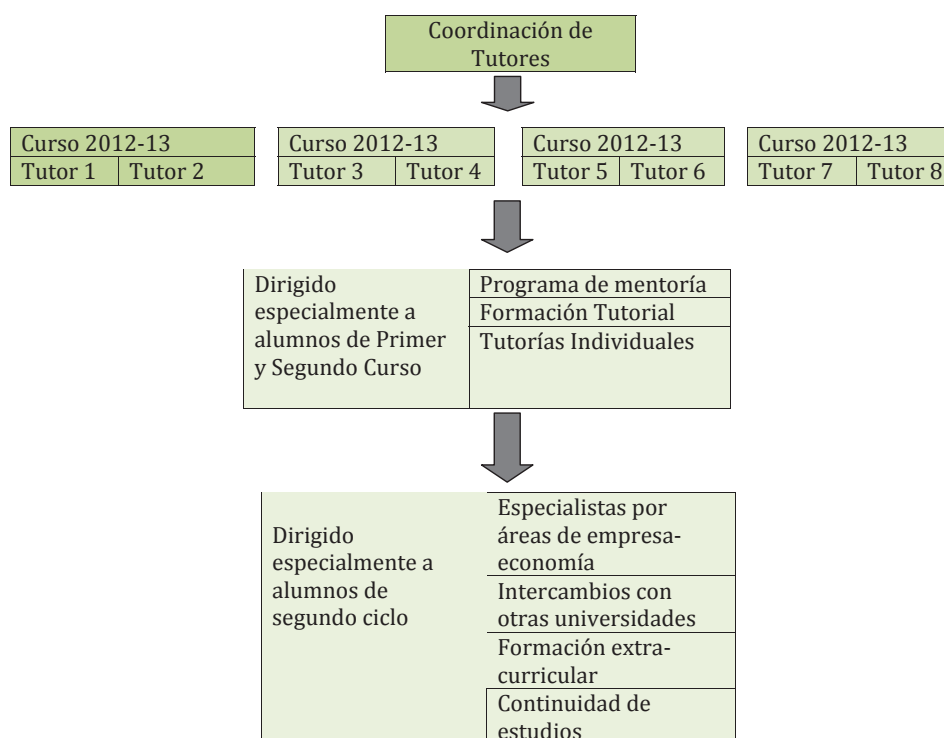 Coordinación de
Tutores
Curso 2012-13
Tutor 1 Tutor 2
Curso 2012-13
Tutor 3 Tutor 4
Curso 2012-13
Tutor 5 Tutor 6
Curso 2012-13
Tutor 7 Tutor 8
Dirigido
especialmente a
alumnos de Primer
y Segundo Curso
Programa de mentoría
Formación Tutorial
Tutorías Individuales
Dirigido
especialmente a
alumnos de
segundo ciclo
Especialistas por
áreas de empresa-
economía
Intercambios con
otras universidades
Formación extra-
curricular
Continuidad de
estudios